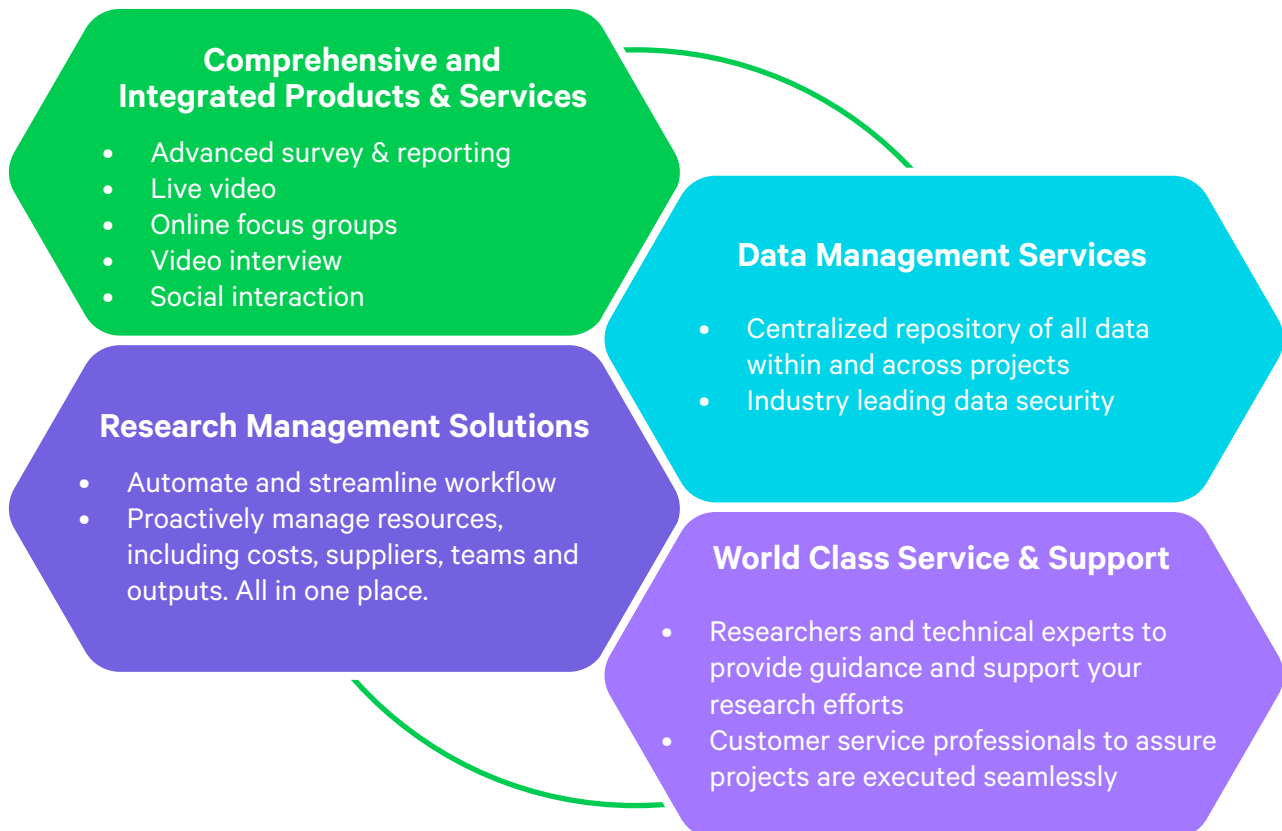 Comprehensive and
Integrated Products & Services
• Advanced survey & reporting
• Live video
• Online focus groups
• Video interview
• Social interaction
Data Management Services
• Centralized repository of all data
within and across projects
• Industry leading data security
Research Management Solutions
• Automate and streamline workflow
• Proactively manage resources,
including costs, suppliers, teams and
outputs. All in one place.
World Class Service & Support
• Researchers and technical experts to
provide guidance and support your
research efforts
• Customer service professionals to assure
projects are executed seamlessly